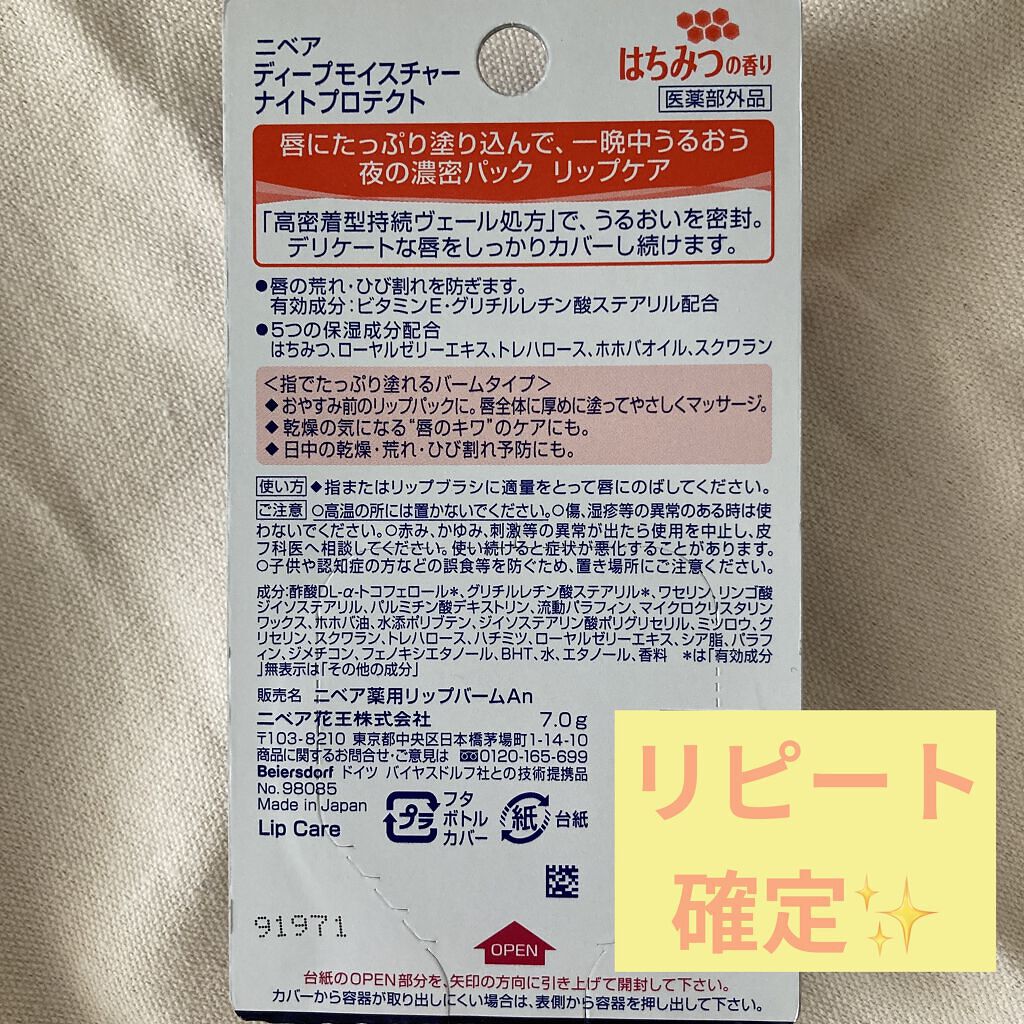 ニベア
ディープモイスチャー
ナイトプロテクト
はちみつの香り
医薬部外品
唇にたっぷり塗り込んで、一晩中うるおう
夜の濃密パック リップケア
「高密着型持続ヴェール処方」で、うるおいを密封。
デリケートな唇をしっかりカバーし続けます。
●唇の荒れ・ひび割れを防ぎます。
有効成分:ビタミンE・グリチルレチン酸ステアリル配合
●5つの保湿成分配合
はちみつ、ローヤルゼリーエキス、トレハロース、ホホバオイル、スクワラン
<指でたっぷり塗れるバームタイプ>
◆おやすみ前のリップパックに。唇全体に厚めに塗ってやさしくマッサージ。
◆乾燥の気になる“唇のキワ”のケアにも。
◆日中の乾燥・荒れ・ひび割れ予防にも。
使い方 ◆指またはリップブラシに適量をとって唇にのばしてください。
ご注意 ○高温の所には置かないでください。○傷、湿疹等の異常のある時は使
わないでください。○赤み、かゆみ、刺激等の異常が出たら使用を中止し、皮
フ科医へ相談してください。使い続けると症状が悪化することがあります。
○子供や認知症の方などの誤食等を防ぐため、置き場所にご注意ください。
成分:酢酸DL-α-トコフェロール*、グリチルレチン酸ステアリル*、ワセリン、リンゴ酸
ジイソステアリル、パルミチン酸デキストリン、流動パラフィン、マイクロクリスタリン
ワックス、ホホバ油、水添ポリブテン、ジイソステアリン酸ポリグリセリル、ミツロウ、グ
リセリン、スクワラン、トレハロース、ハチミツ、ローヤルゼリーエキス、シア脂、パラフ
ィン、ジメチコン、フェノキシエタノール、BHT、水、エタノール、香料 *は「有効成分
」無表示は「その他の成分」
販売名 ニベア薬用リップバームAn
ニベア花王株式会社 7.0g
〒103-8210 東京都中央区日本橋茅場町1-14-10
商品に関するお問合せ・ご意見は 0120-165-699
Beiersdorf ドイツ バイヤスドルフ社との技術提携品
No.98085
Made in Japan
Lip Care
プラ
フタ
ボトル
カバー
紙
台紙
リピート
確定✨
91971
OPEN
台紙のOPEN部分を、矢印の方向に引き上げて開封して下さい。
カバーから容器が取り出しにくい場合は、表側から容器を押し出して下さい。